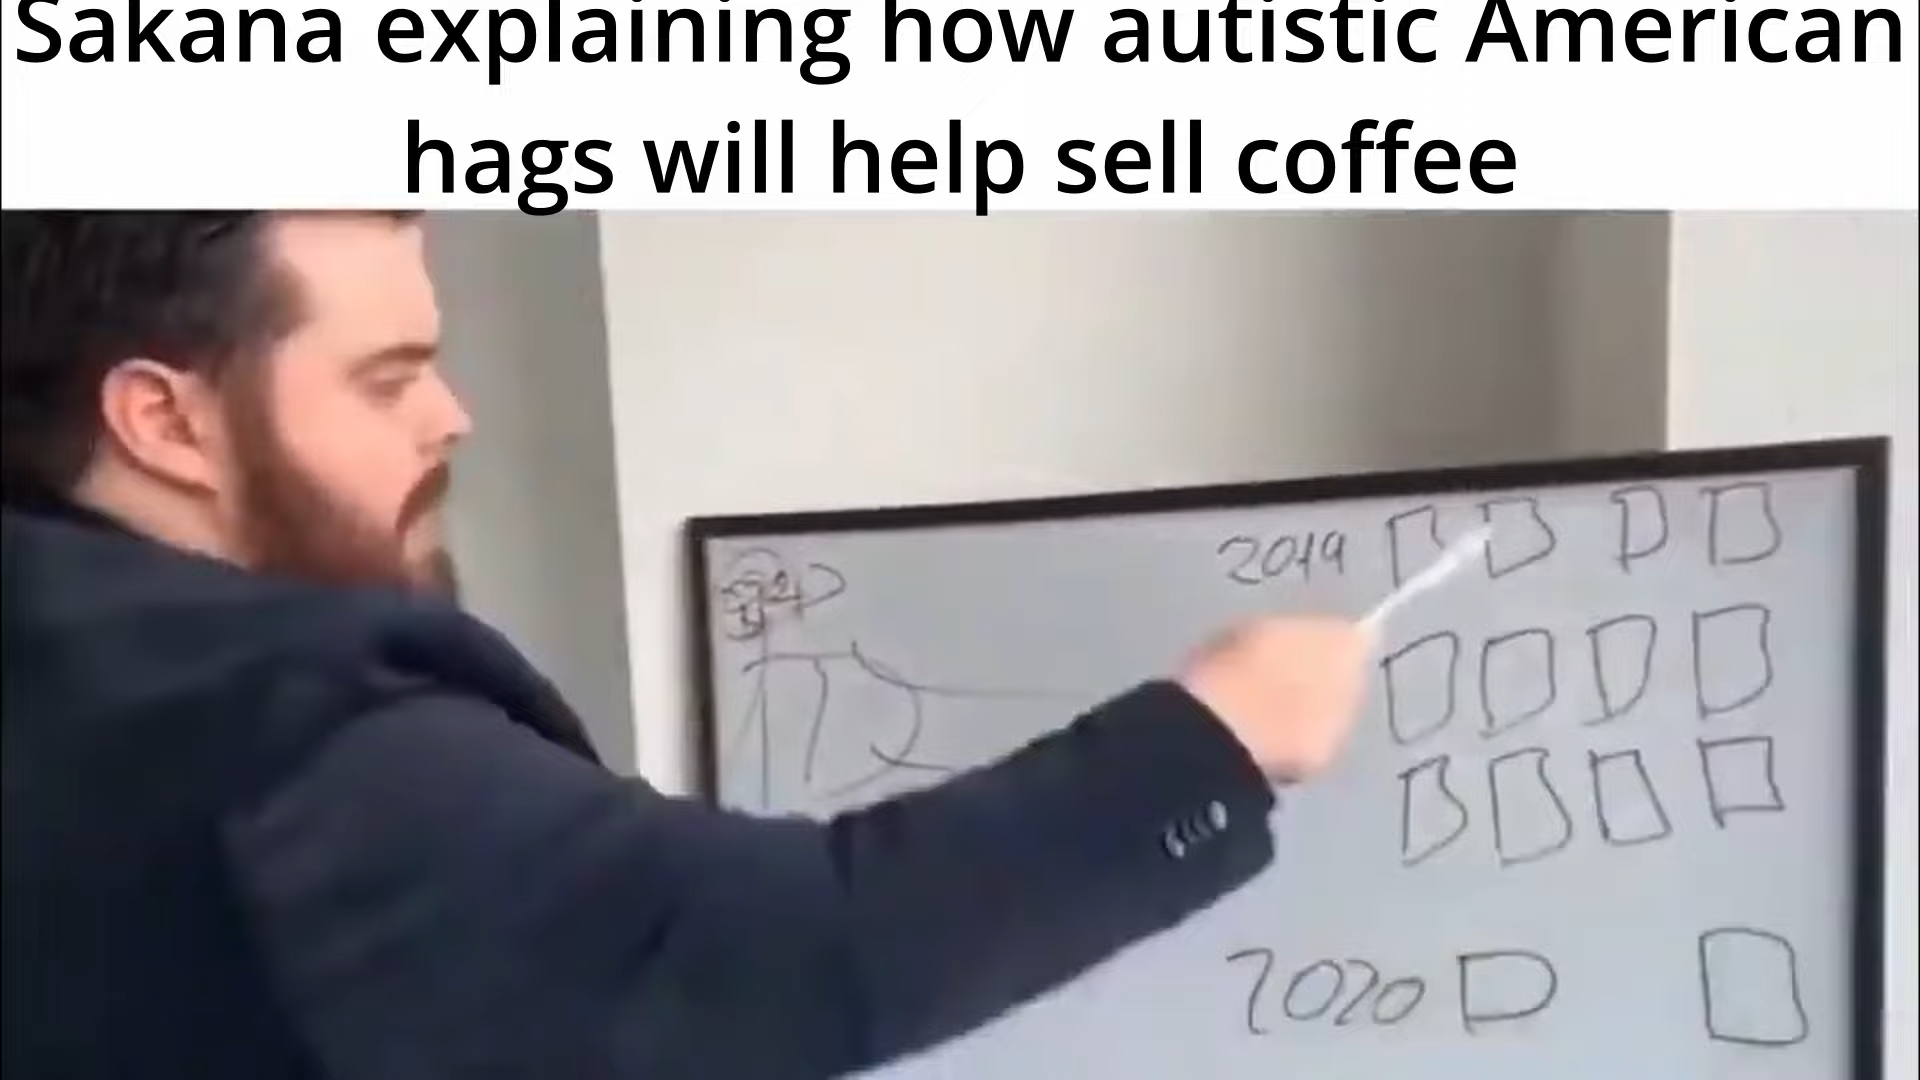 Sakana explaining how autistic American
hags will help sell coffee
2019
2020